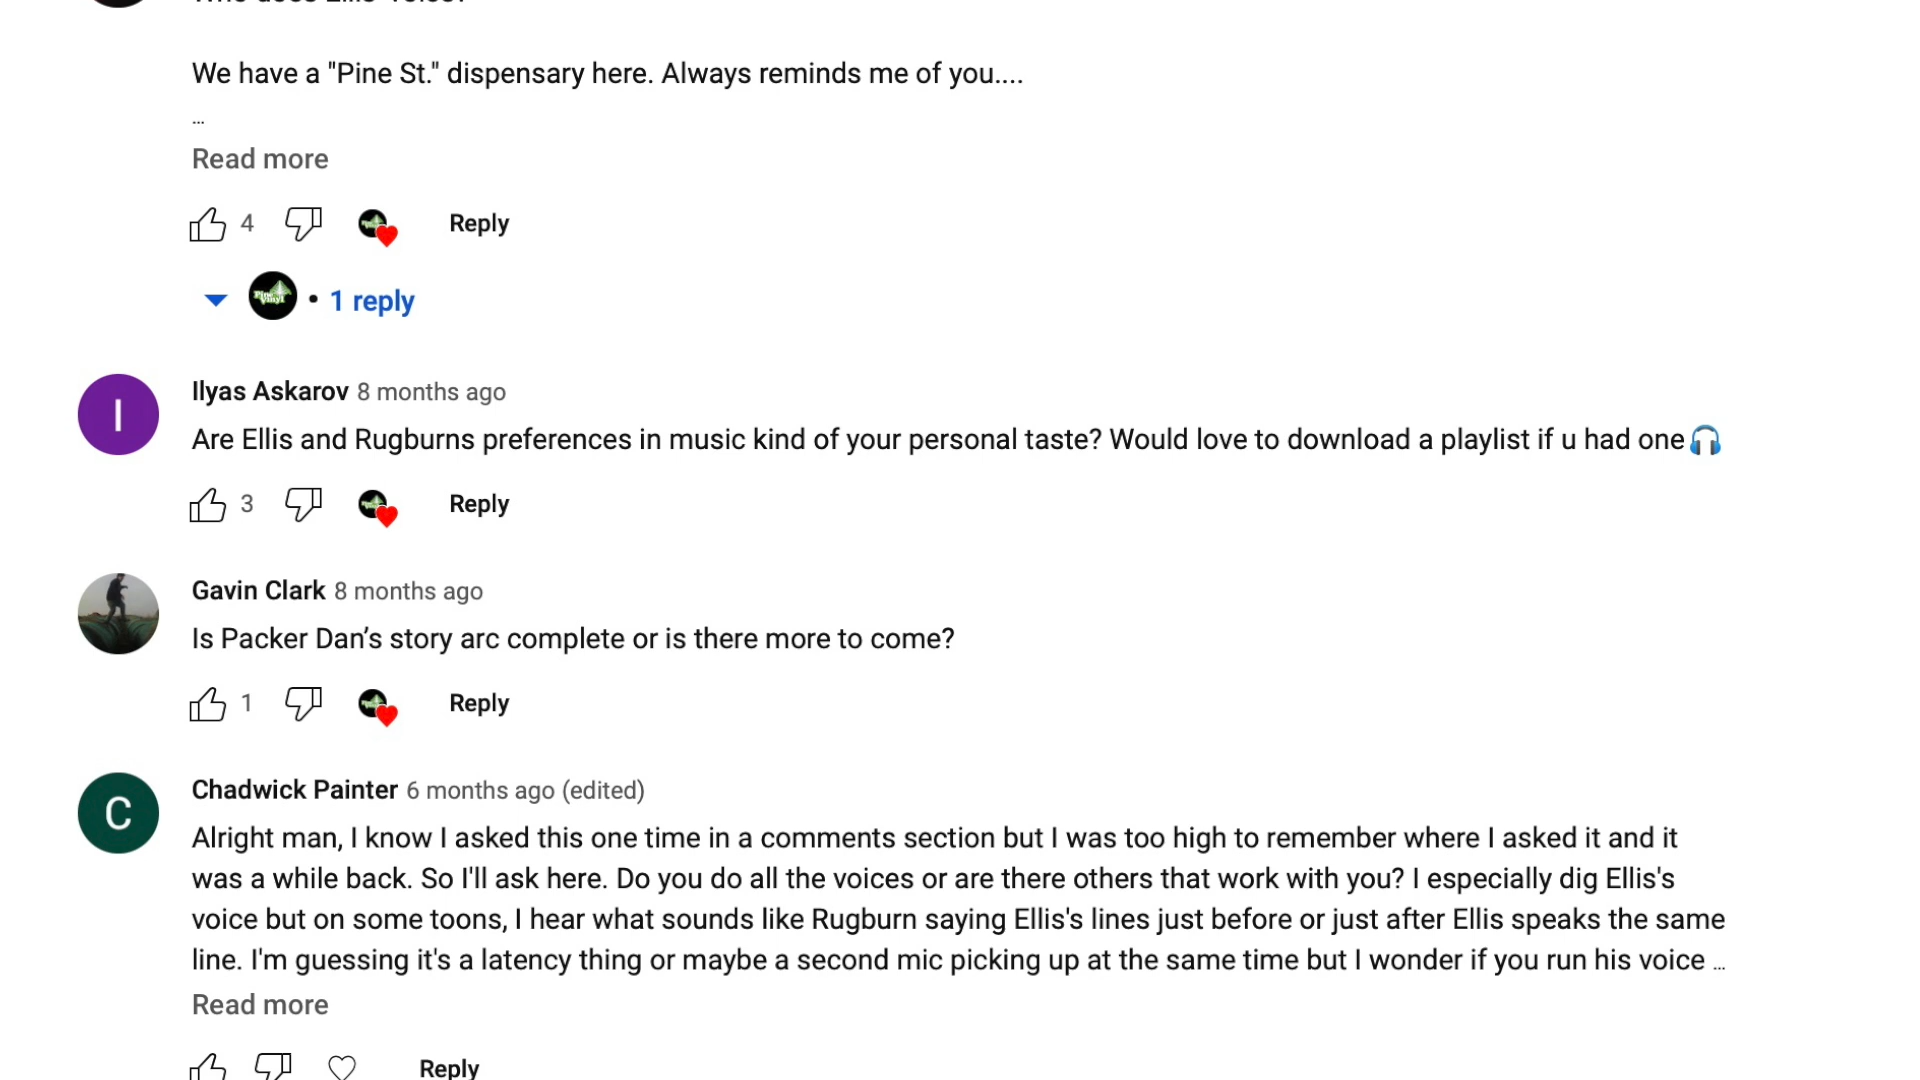 We have a "Pine St." dispensary here. Always reminds me of you....
...
Read more
4
Reply
Pine
Vinyl
• 1 reply
I
Ilyas Askarov 8 months ago
Are Ellis and Rugburns preferences in music kind of your personal taste? Would love to download a playlist if u had one🎧
3
Reply
Gavin Clark 8 months ago
Is Packer Dan’s story arc complete or is there more to come?
1
Reply
C
Chadwick Painter 6 months ago (edited)
Alright man, I know I asked this one time in a comments section but I was too high to remember where I asked it and it
was a while back. So I'll ask here. Do you do all the voices or are there others that work with you? I especially dig Ellis's
voice but on some toons, I hear what sounds like Rugburn saying Ellis's lines just before or just after Ellis speaks the same
line. I'm guessing it's a latency thing or maybe a second mic picking up at the same time but I wonder if you run his voice ...
Read more
Reply